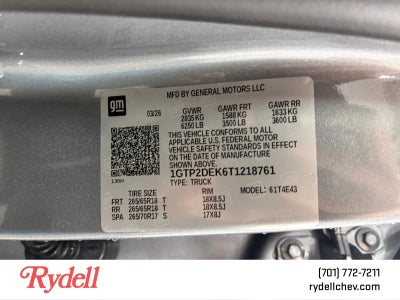 MFD BY GENERAL MOTORS LLC
gm
03/26
GVWR GAWR FRT GAWR RR
2835 KG 1588 KG 1633 KG
6250 LB 3500 LB 3600 LB
THIS VEHICLE CONFORMS TO ALL
APPLICABLE U.S. FEDERAL MOTOR
VEHICLE SAFETY STANDARDS IN
EFFECT ON THE DATE OF
MANUFACTURE SHOWN ABOVE.
1GTP2DEK6T1218761
TYPE: TRUCK
MODEL: 61T4E43
TIRE SIZE RIM
FRT 265/65R18 T 18X8.5J
RR 265/65R18 T 18X8.5J
SPA 265/70R17 S 17X8J
Rydell
(701) 772-7211
rydellchev.com